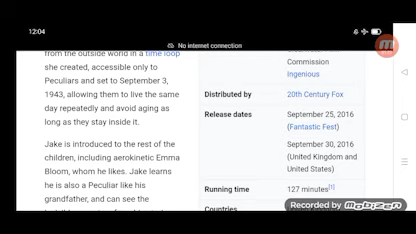 12:04
No internet connection
from the outside world in a time loop
she created, accessible only to
Peculiars and set to September 3,
1943, allowing them to live the same
day repeatedly and avoid aging as
long as they stay inside it.
Jake is introduced to the rest of the
children, including aerokinetic Emma
Bloom, whom he likes. Jake learns
he is also a Peculiar like his
grandfather, and can see the
Commission
Ingenious
Distributed by 20th Century Fox
Release dates September 25, 2016
(Fantastic Fest)
September 30, 2016
(United Kingdom and
United States)
Running time 127 minutes[1]
Countries
Recorded by Mobizen